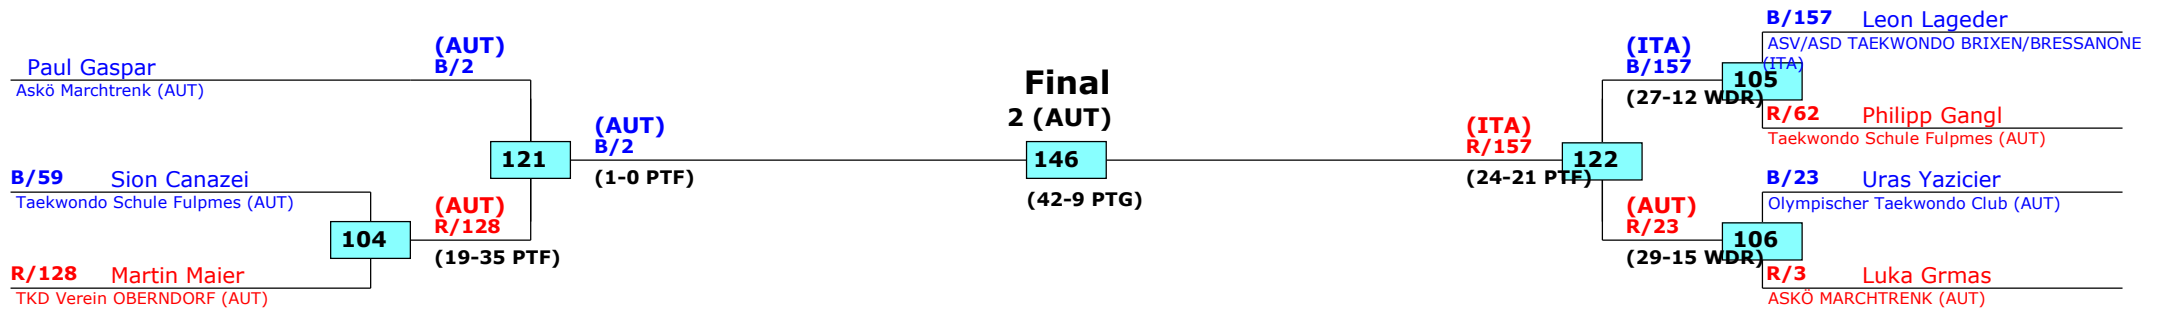 Paul Gaspar
Askö Marchtrenk (AUT)
(AUT)
B/2
121
B/59 Sion Canazei
Taekwondo Schule Fulpmes (AUT)
104
R/128 Martin Maier
TKD Verein OBERNDORF (AUT)
(AUT)
R/128
(19-35 PTF)
(AUT)
B/2
(1-0 PTF)
Final
2 (AUT)
146
(42-9 PTG)
(ITA)
R/157
(24-21 PTF)
122
(ITA)
B/157
(27-12 WDR)
105
B/157 Leon Lageder
ASV/ASD TAEKWONDO BRIXEN/BRESSANONE
(ITA)
R/62 Philipp Gangl
Taekwondo Schule Fulpmes (AUT)
(AUT)
R/23
(29-15 WDR)
106
B/23 Uras Yazicier
Olympischer Taekwondo Club (AUT)
R/3 Luka Grmas
ASKÖ MARCHTRENK (AUT)